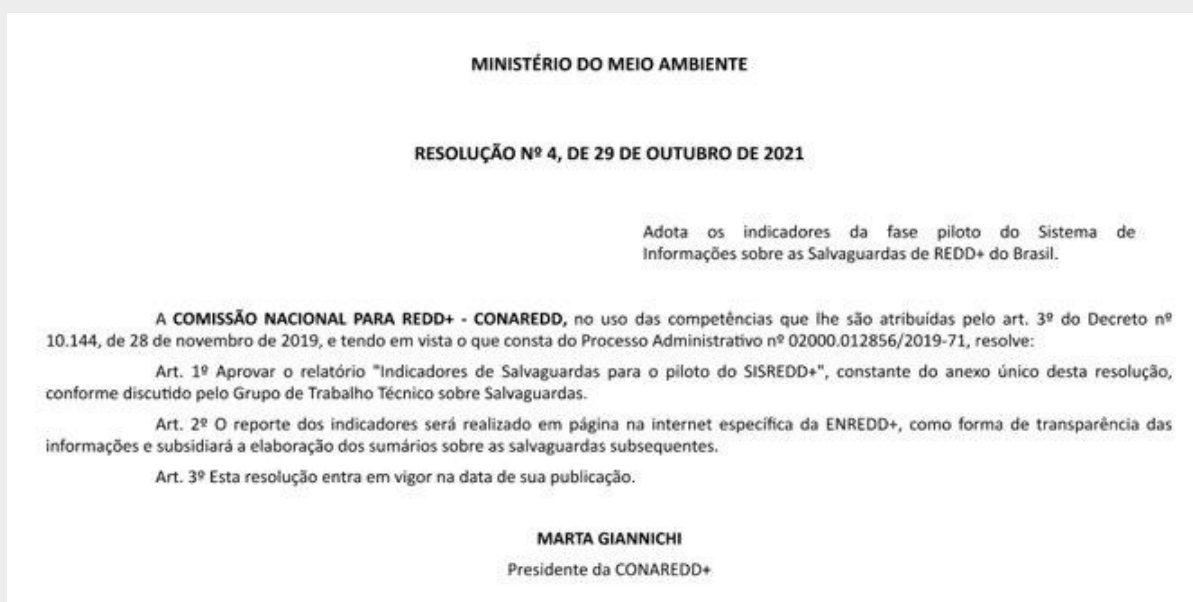 MINISTÉRIO DO MEIO AMBIENTE
RESOLUÇÃO Nº 4, DE 29 DE OUTUBRO DE 2021
Adota os indicadores da fase piloto do Sistema de
Informações sobre as Salvaguardas de REDD+ do Brasil.
A COMISSÃO NACIONAL PARA REDD+ - CONAREDD, no uso das competências que lhe são atribuídas pelo art. 3º do Decreto nº
10.144, de 28 de novembro de 2019, e tendo em vista o que consta do Processo Administrativo nº 02000.012856/2019-71, resolve:
Art. 1º Aprovar o relatório "Indicadores de Salvaguardas para o piloto do SISREDD+", constante do anexo único desta resolução,
conforme discutido pelo Grupo de Trabalho Técnico sobre Salvaguardas.
Art. 2º O reporte dos indicadores será realizado em página na internet específica da ENREDD+, como forma de transparência das
informações e subsidiará a elaboração dos sumários sobre as salvaguardas subsequentes.
Art. 3º Esta resolução entra em vigor na data de sua publicação.
MARTA GIANNICHI
Presidente da CONAREDD+